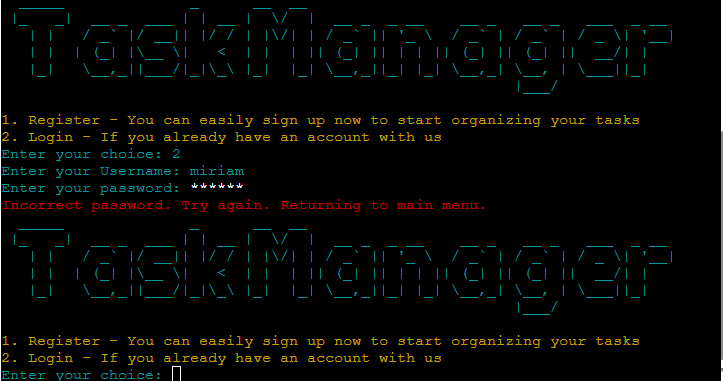 TaskManager
1. Register - You can easily sign up now to start organizing your tasks
2. Login - If you already have an account with us
Enter your choice: 2
Enter your Username: miriam
Enter your password: ******
Incorrect password. Try again. Returning to main menu.
TaskManager
1. Register - You can easily sign up now to start organizing your tasks
2. Login - If you already have an account with us
Enter your choice: